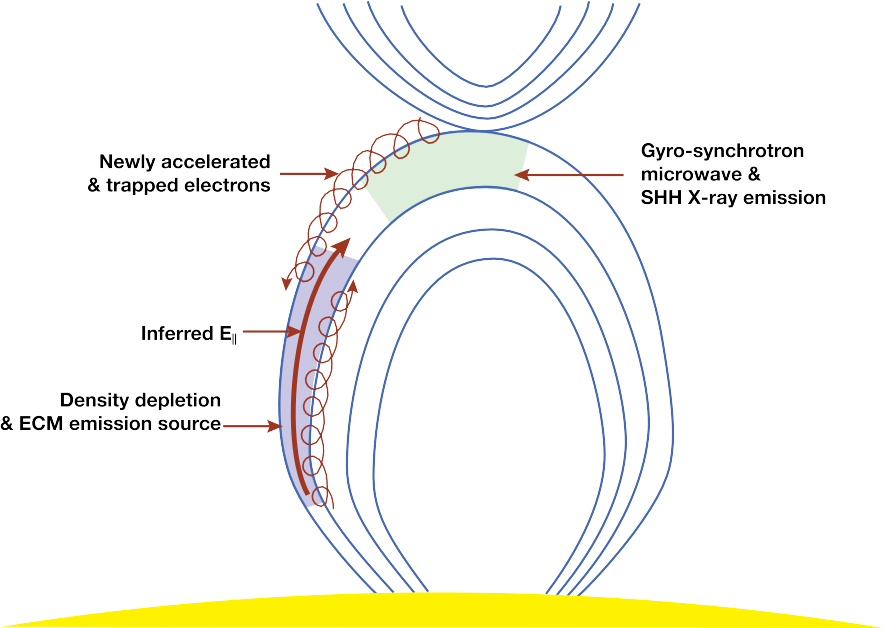 Newly accelerated
& trapped electrons
Gyro-synchrotron
microwave &
SHH X-ray emission
Inferred E||
Density depletion
& ECM emission source